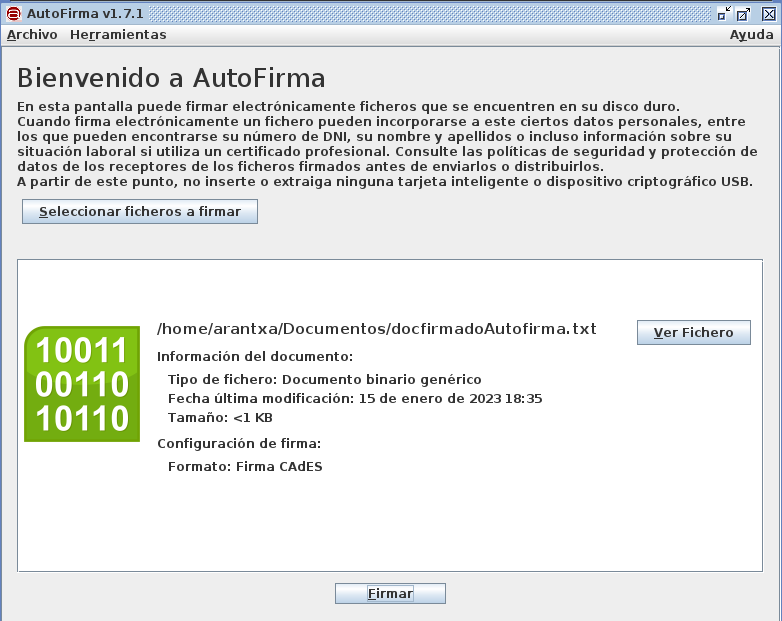 AutoFirma v1.7.1
Archivo Herramientas Ayuda
Bienvenido a AutoFirma
En esta pantalla puede firmar electrónicamente ficheros que se encuentren en su disco duro.
Cuando firma electrónicamente un fichero pueden incorporarse a este ciertos datos personales, entre
los que pueden encontrarse su número de DNI, su nombre y apellidos o incluso información sobre su
situación laboral si utiliza un certificado profesional. Consulte las políticas de seguridad y protección de
datos de los receptores de los ficheros firmados antes de enviarlos o distribuirlos.
A partir de este punto, no inserte o extraiga ninguna tarjeta inteligente o dispositivo criptográfico USB.
Seleccionar ficheros a firmar
10011
00110
10110
/home/arantxa/Documentos/docfirmadoAutofirma.txt
Ver Fichero
Información del documento:
Tipo de fichero: Documento binario genérico
Fecha última modificación: 15 de enero de 2023 18:35
Tamaño: <1 KB
Configuración de firma:
Formato: Firma CAdES
Firmar